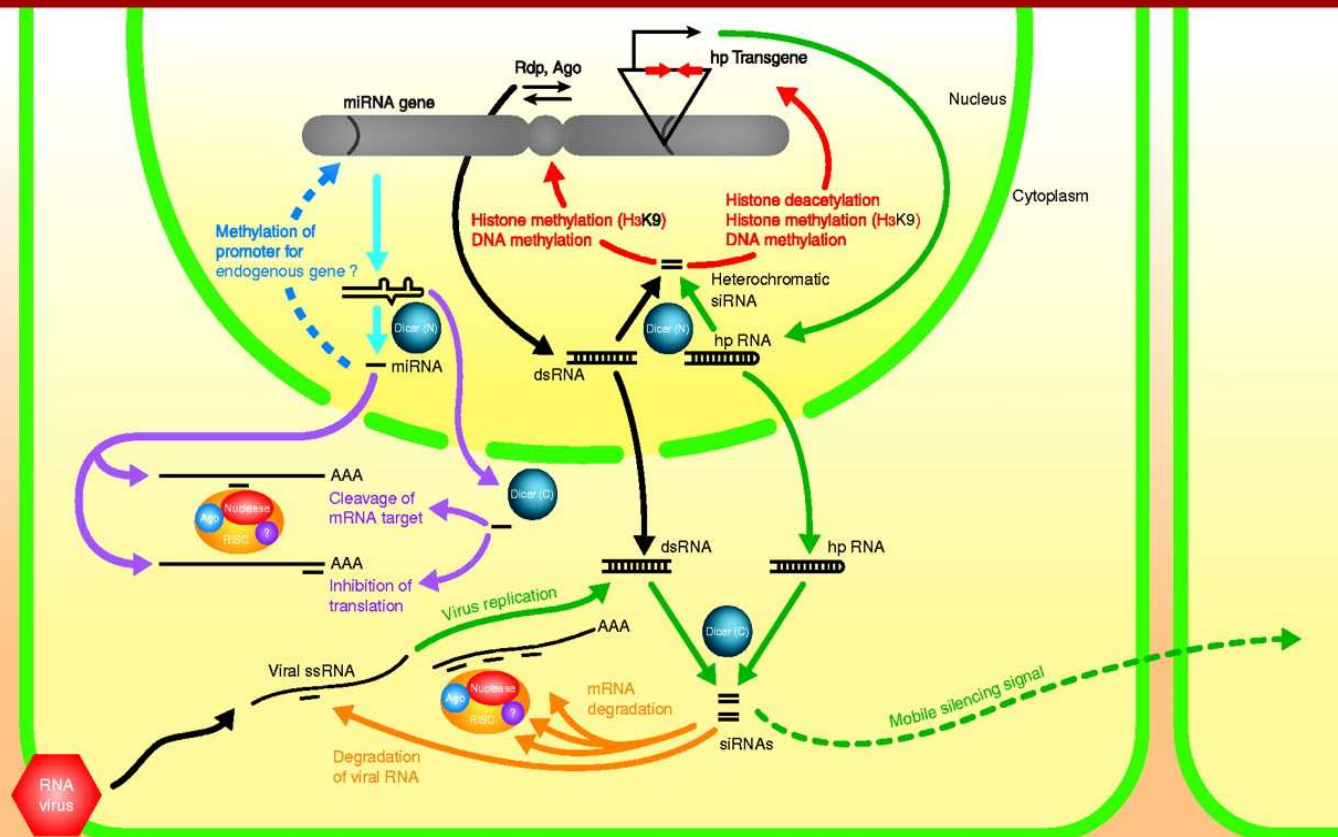 Rdp, Ago
hp Transgene
miRNA gene
Nucleus
Cytoplasm
Methylation of
promoter for
endogenous gene ?
Histone methylation (H3K9)
DNA methylation
Histone deacetylation
Histone methylation (H3K9)
DNA methylation
Heterochromatic
siRNA
Dicer (N)
miRNA
Dicer (N)
hp RNA
dsRNA
AAA
Cleavage of
mRNA target
Ago
Nuclease
RISC
?
Dicer (C)
AAA
Inhibition of
translation
dsRNA
hp RNA
Virus replication
AAA
Dicer (C)
Viral ssRNA
Ago
Nuclease
RISC
?
mRNA
degradation
siRNAs
Mobile silencing signal
Degradation
of viral RNA
RNA
virus